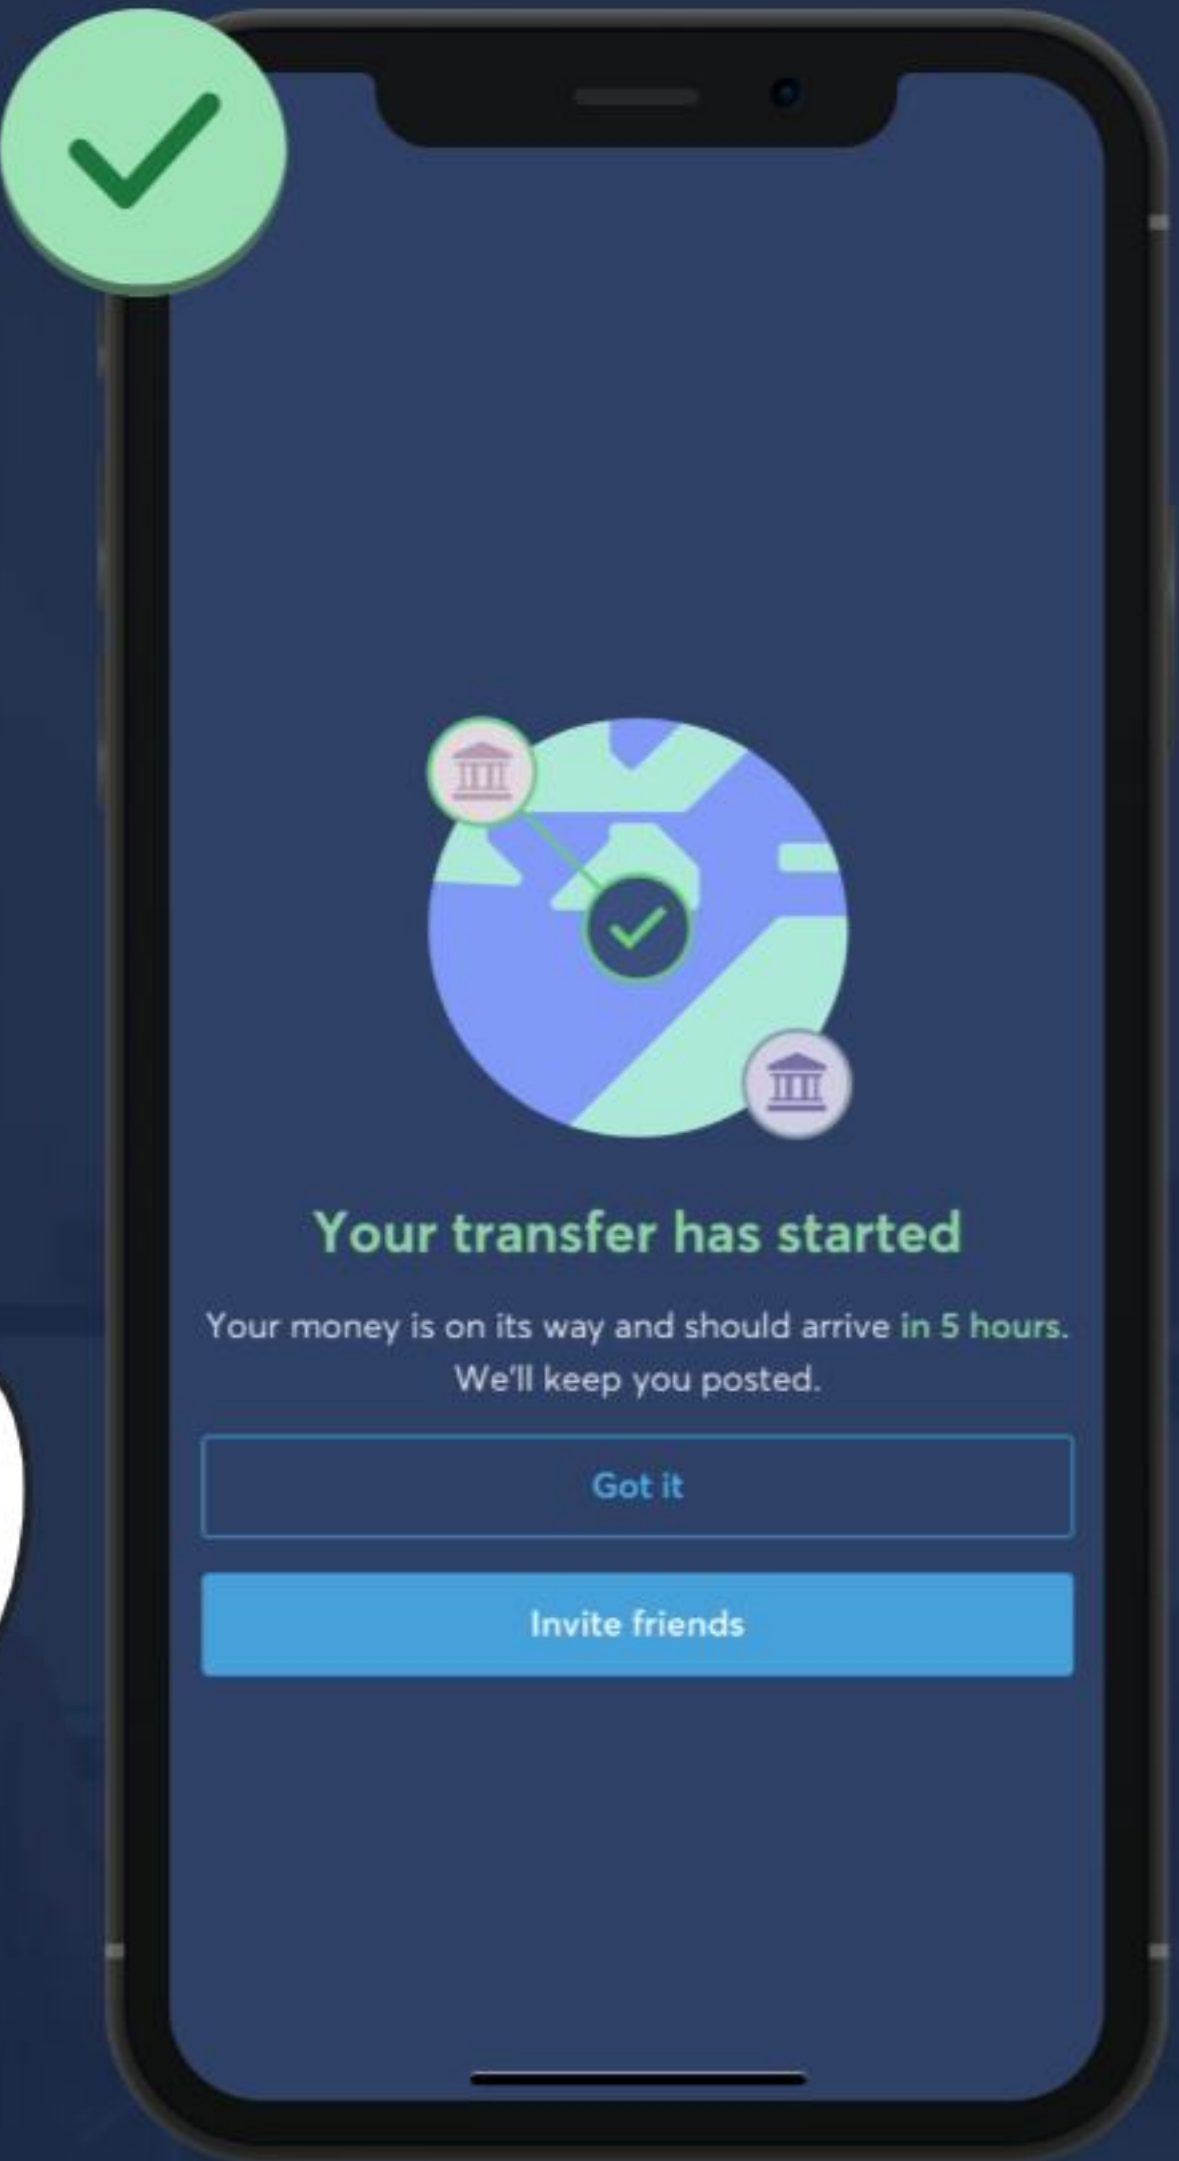 Your transfer has started
Your money is on its way and should arrive in 5 hours.
We'll keep you posted.
Got it
Invite friends